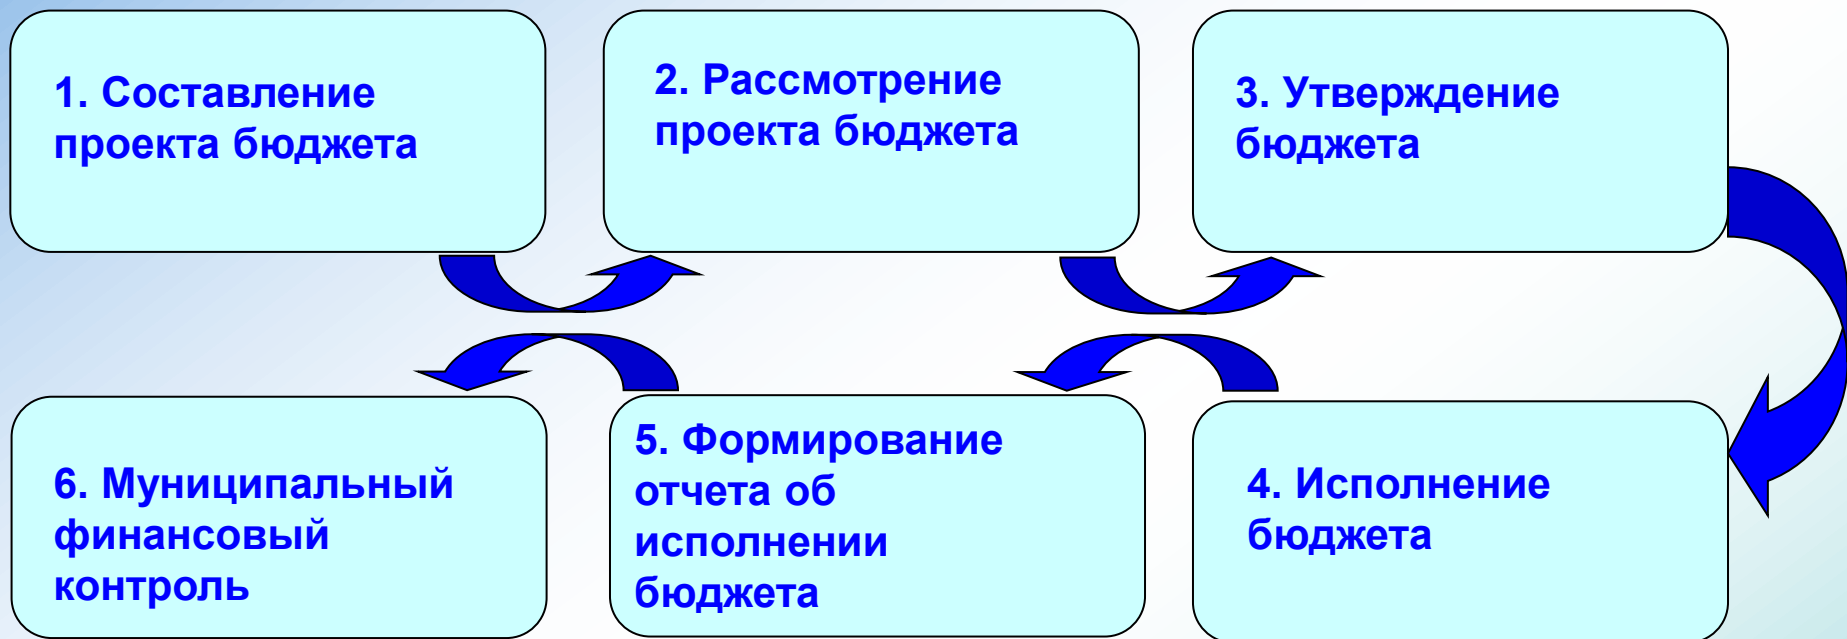 1. Составление
проекта бюджета
2. Рассмотрение
проекта бюджета
3. Утверждение
бюджета
4. Исполнение
бюджета
5. Формирование
отчета об
исполнении
бюджета
6. Муниципальный
финансовый
контроль